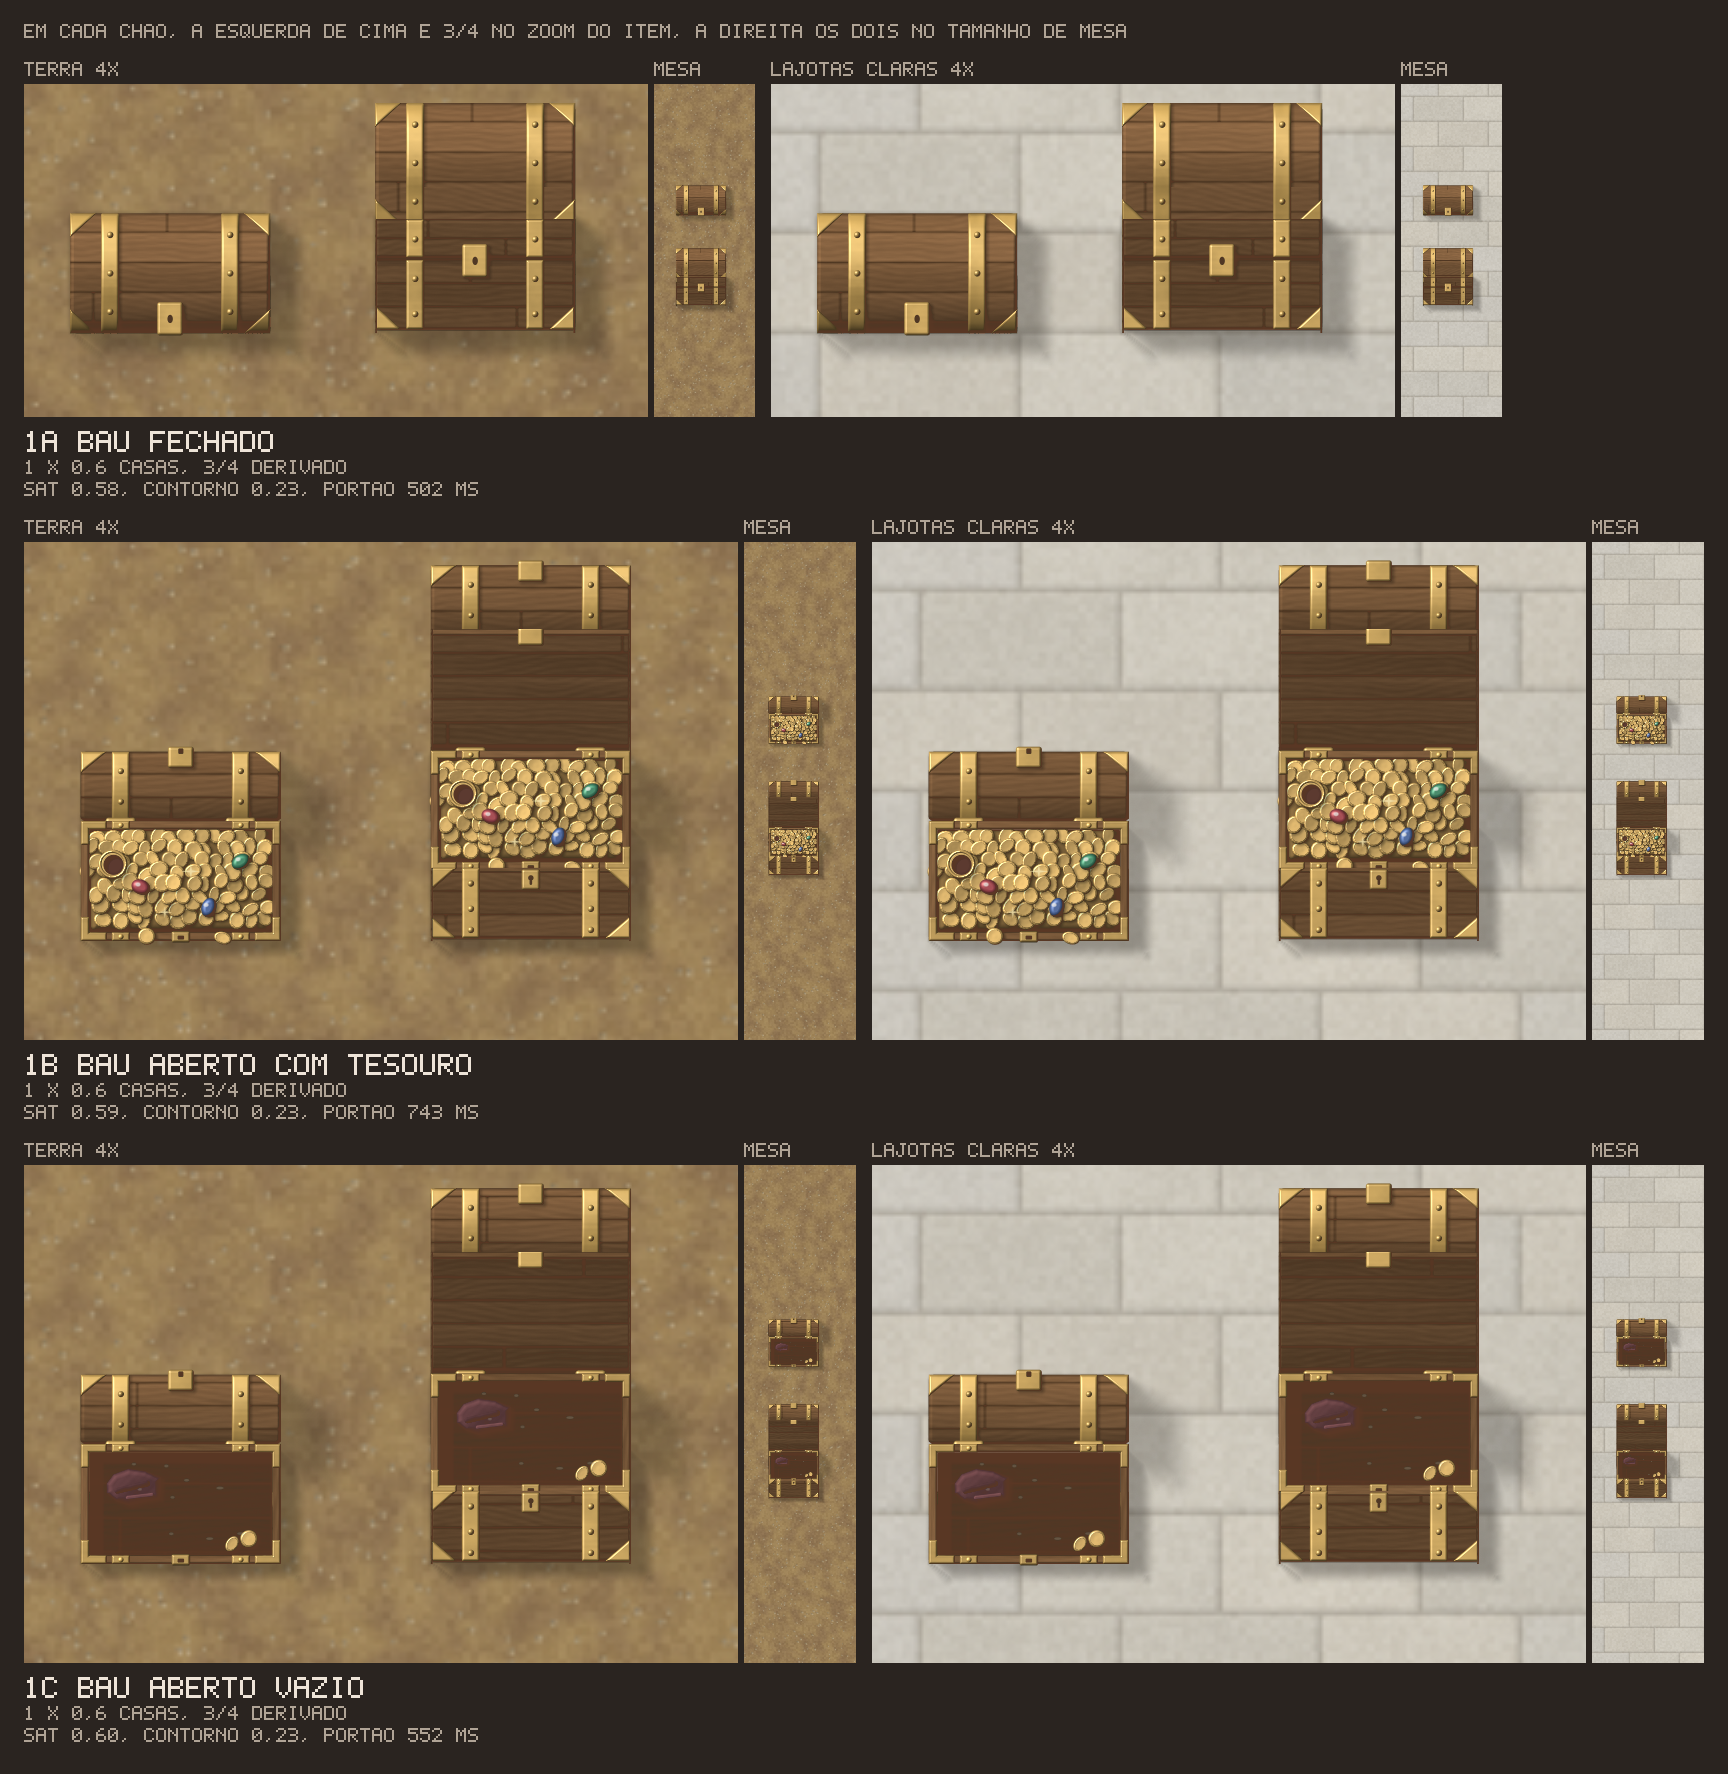 EM CADA CHAO, A ESQUERDA DE CIMA E 3/4 NO ZOOM DO ITEM, A DIREITA OS DOIS NO TAMANHO DE MESA
TERRA 4X
MESA
LAJOTAS CLARAS 4X
MESA
1A BAU FECHADO
1 X 0,6 CASAS, 3/4 DERIVADO
SAT 0,58, CONTORNO 0,23, PORTAO 502 MS
TERRA 4X
MESA
LAJOTAS CLARAS 4X
MESA
1B BAU ABERTO COM TESOURO
1 X 0,6 CASAS, 3/4 DERIVADO
SAT 0,59, CONTORNO 0,23, PORTAO 743 MS
TERRA 4X
MESA
LAJOTAS CLARAS 4X
MESA
1C BAU ABERTO VAZIO
1 X 0,6 CASAS, 3/4 DERIVADO
SAT 0,60, CONTORNO 0,23, PORTAO 552 MS